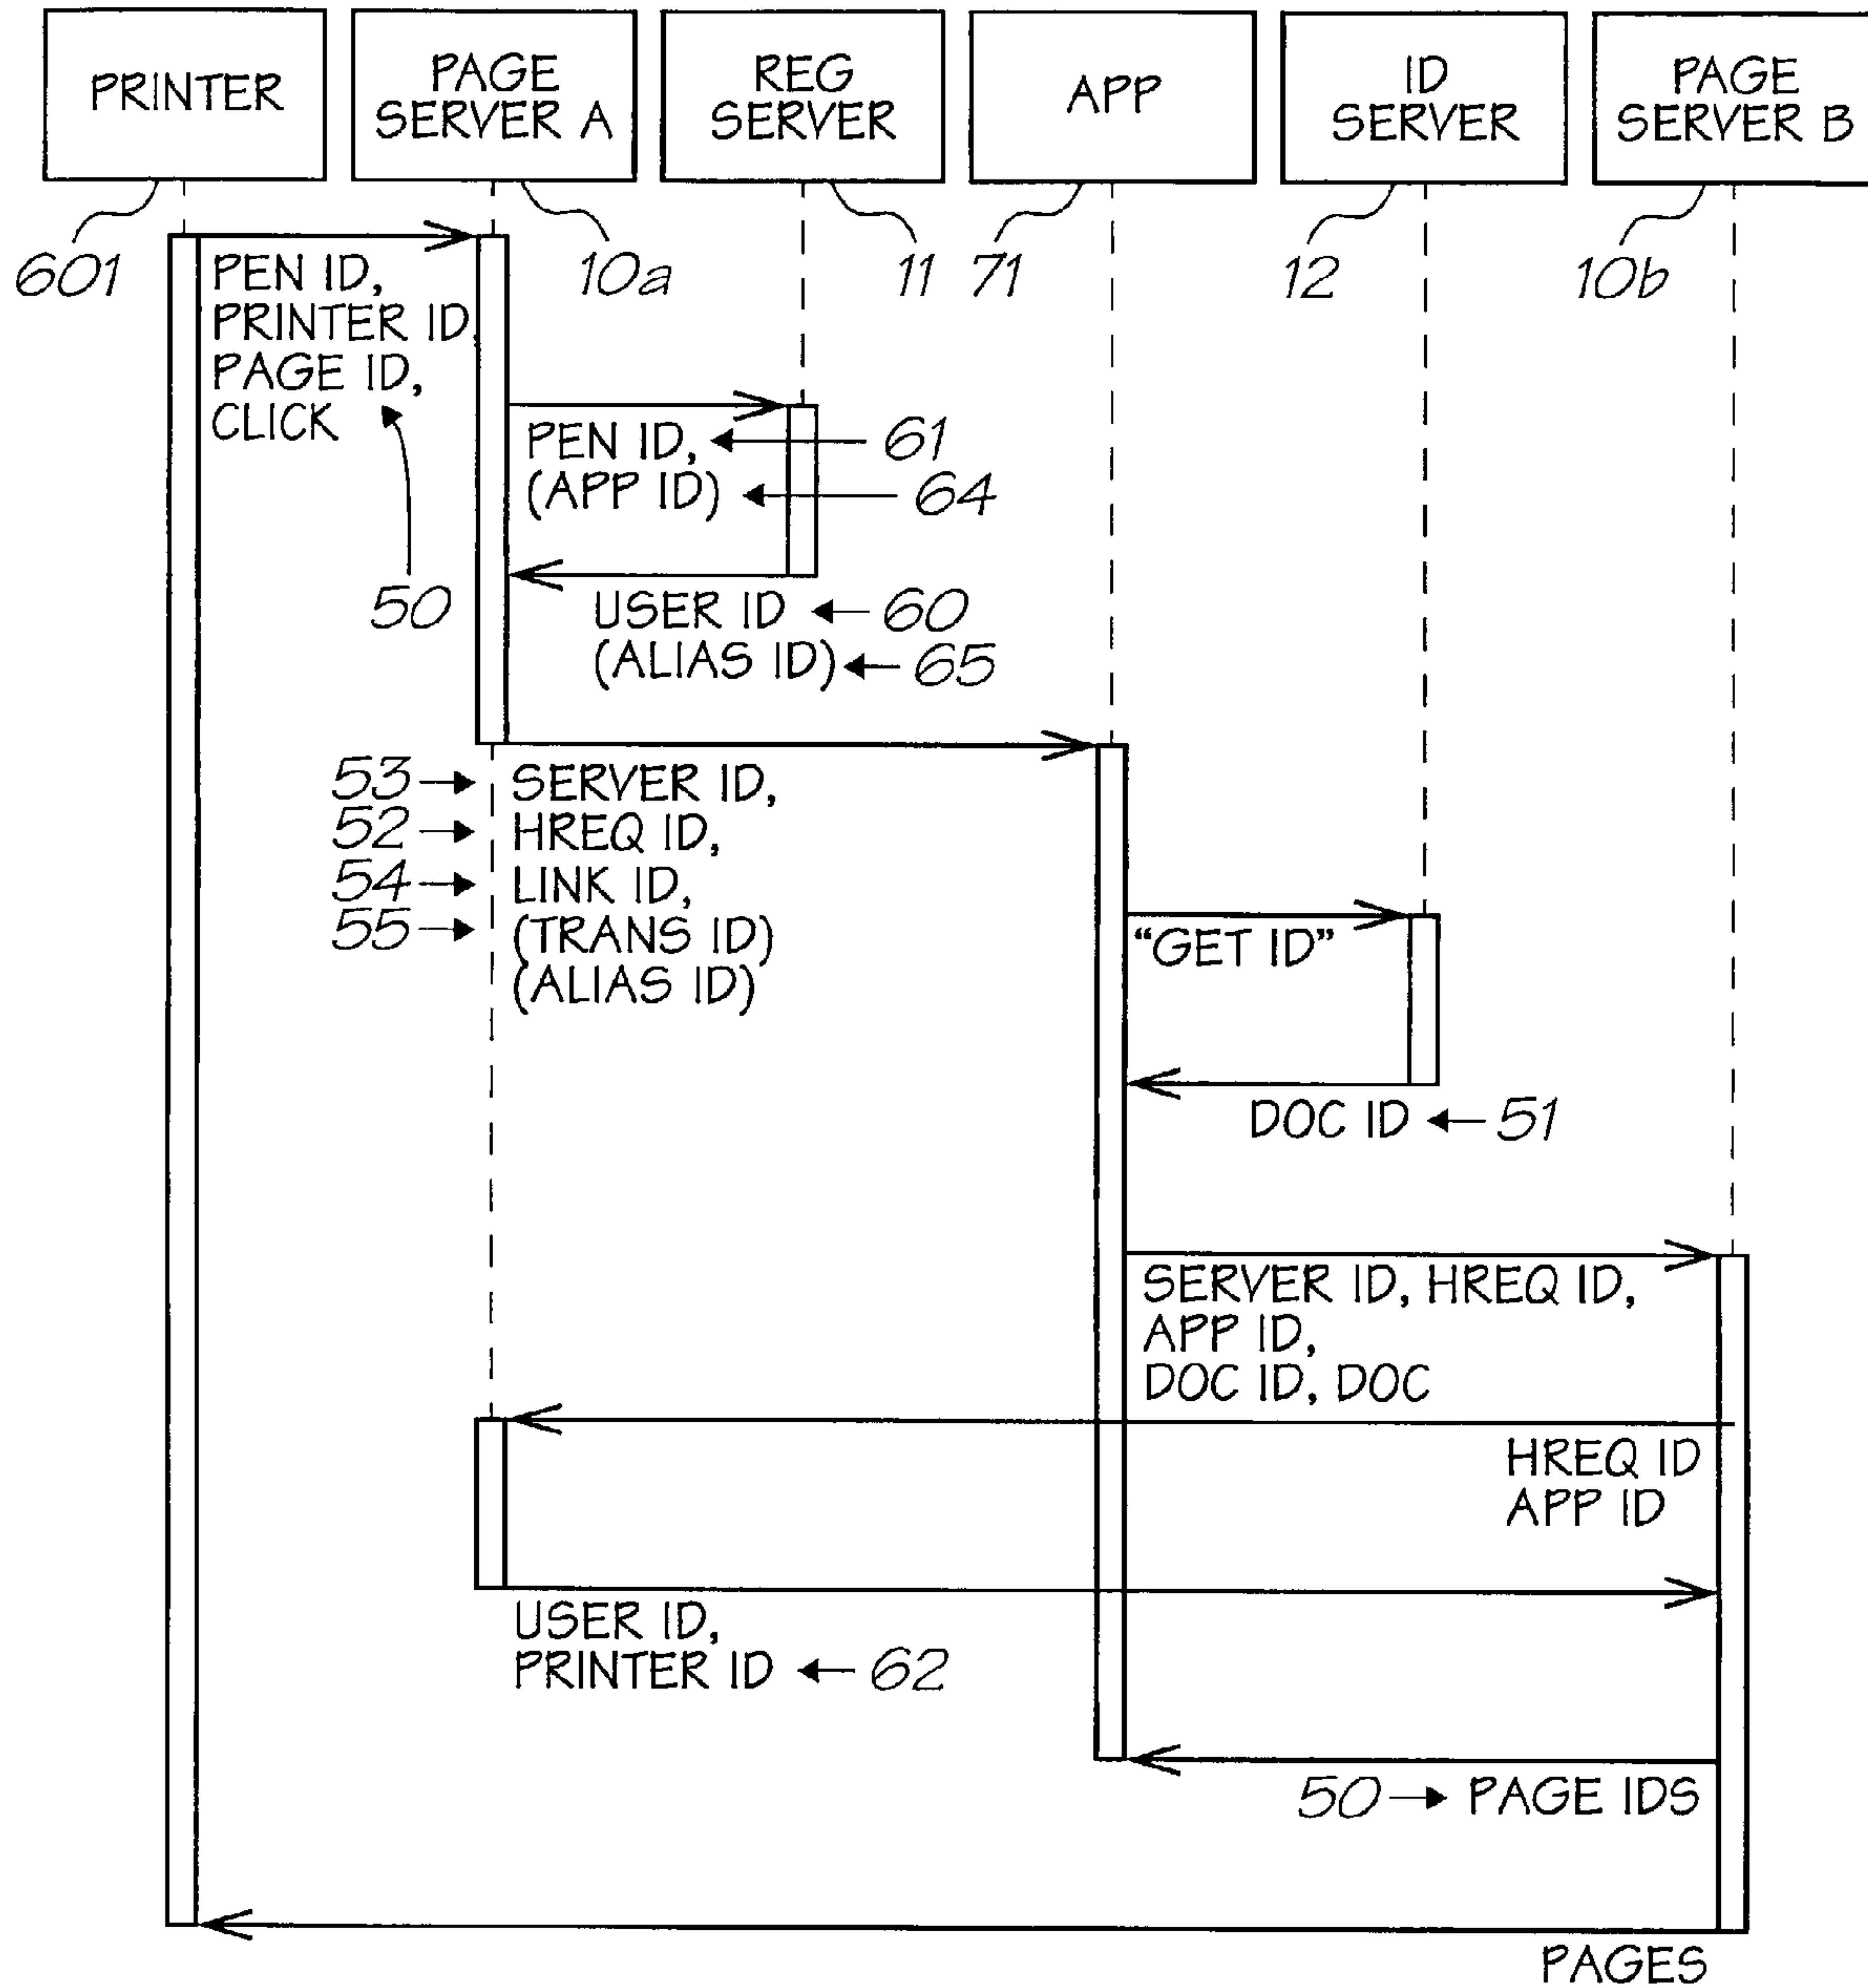 PRINTER
PAGE
SERVER A
REG
SERVER
APP
ID
SERVER
PAGE
SERVER B
601
10a
11
71
12
10b
PEN ID,
PRINTER ID
PAGE ID,
CLICK
50
PEN ID, 61
(APP ID) 64
USER ID 60
(ALIAS ID) 65
53 SERVER ID,
52 HREQ ID,
54 LINK ID,
55 (TRANS ID)
(ALIAS ID)
“GET ID”
DOC ID 51
SERVER ID, HREQ ID,
APP ID,
DOC ID, DOC
HREQ ID
APP ID
USER ID,
PRINTER ID 62
50 PAGE IDS
PAGES